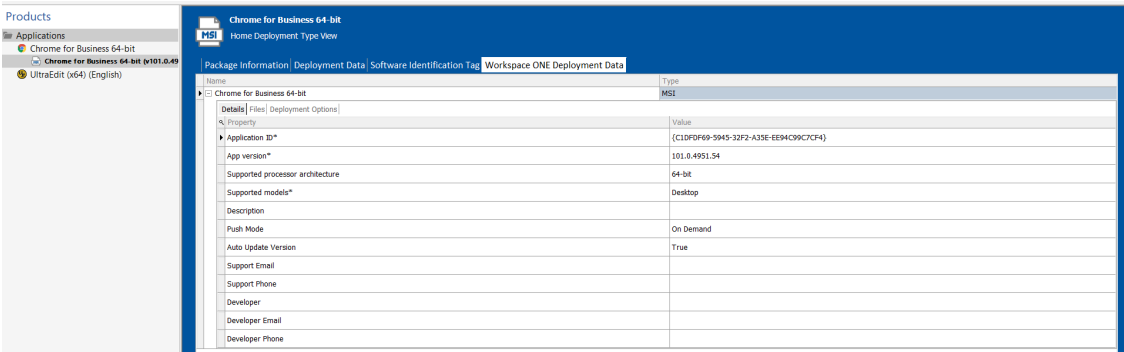 Products
Applications
Chrome for Business 64-bit
Chrome for Business 64-bit (v101.0.49
UltraEdit (x64) (English)
MSI
Chrome for Business 64-bit
Home Deployment Type View
Package Information Deployment Data Software Identification Tag Workspace ONE Deployment Data
Name Type
Chrome for Business 64-bit MSI
Details Files Deployment Options
Property Value
Application ID* {C1DFDF69-5945-32F2-A35E-EE94C99C7CF4}
App version* 101.0.4951.54
Supported processor architecture 64-bit
Supported models* Desktop
Description
Push Mode On Demand
Auto Update Version True
Support Email
Support Phone
Developer
Developer Email
Developer Phone